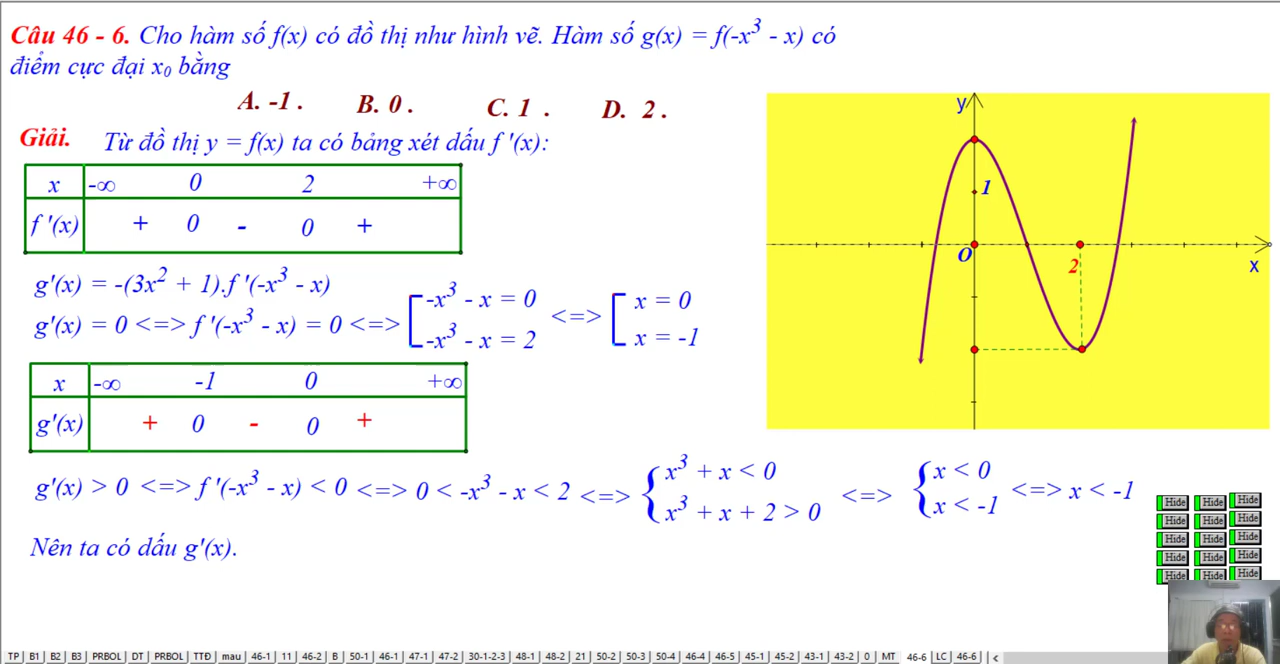 Câu 46 - 6. Cho hàm số f(x) có đồ thị như hình vẽ. Hàm số g(x) = f(-x³ - x) có
điểm cực đại x₀ bằng
A. -1 . B. 0 . C. 1 . D. 2 .
Giải. Từ đồ thị y = f(x) ta có bảng xét dấu f '(x):
x -∞ 0 2 +∞
f '(x) + 0 - 0 +
g'(x) = -(3x² + 1).f '(-x³ - x)
g'(x) = 0 <=> f '(-x³ - x) = 0 <=> [ -x³ - x = 0 <=> [ x = 0
-x³ - x = 2 x = -1
x -∞ -1 0 +∞
g'(x) + 0 - 0 +
g'(x) > 0 <=> f '(-x³ - x) < 0 <=> 0 < -x³ - x < 2 <=> { x³ + x < 0 <=> { x < 0 <=> x < -1
x³ + x + 2 > 0 x < -1
Nên ta có dấu g'(x).
y
1
O
2
x
Hide Hide Hide
Hide Hide Hide
Hide Hide Hide
Hide Hide Hide
Hide Hide Hide
TP B1 B2 B3 PRBOL DT PRBOL TTĐ mau 46-1 11 46-2 B 50-1 46-1 47-1 47-2 30-1-2-3 48-1 48-2 21 50-2 50-3 50-4 46-4 46-5 45-1 45-2 43-1 43-2 0 MT 46-6 LC 46-6 <